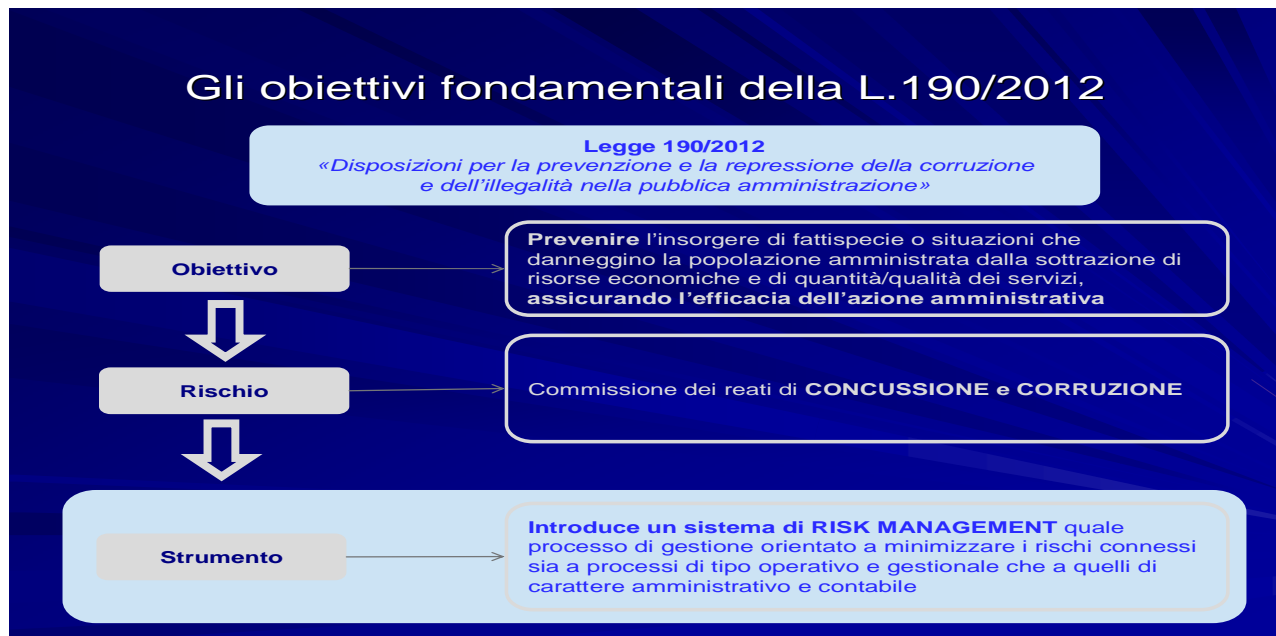 Gli obiettivi fondamentali della L.190/2012
Legge 190/2012
«Disposizioni per la prevenzione e la repressione della corruzione
e dell’illegalità nella pubblica amministrazione»
Obiettivo
Prevenire l’insorgere di fattispecie o situazioni che
danneggino la popolazione amministrata dalla sottrazione di
risorse economiche e di quantità/qualità dei servizi,
assicurando l’efficacia dell’azione amministrativa
Rischio
Commissione dei reati di CONCUSSIONE e CORRUZIONE
Strumento
Introduce un sistema di RISK MANAGEMENT quale
processo di gestione orientato a minimizzare i rischi connessi
sia a processi di tipo operativo e gestionale che a quelli di
carattere amministrativo e contabile